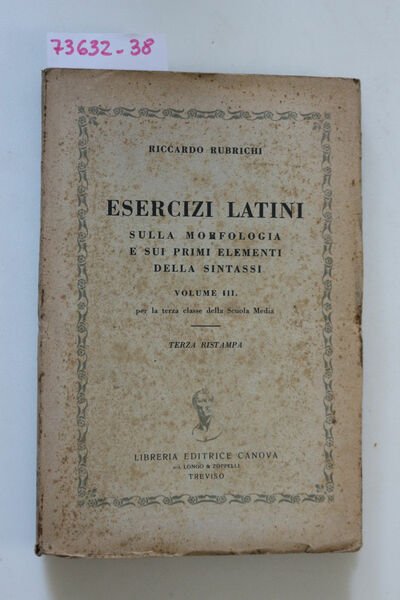 73632-38
RICCARDO RUBRICHI
ESERCIZI LATINI
SULLA MORFOLOGIA
E SUI PRIMI ELEMENTI
DELLA SINTASSI
VOLUME III.
per la terza classe della Scuola Media
TERZA RISTAMPA
LIBRERIA EDITRICE CANOVA
già LONGO & ZOPPELLI
TREVISO